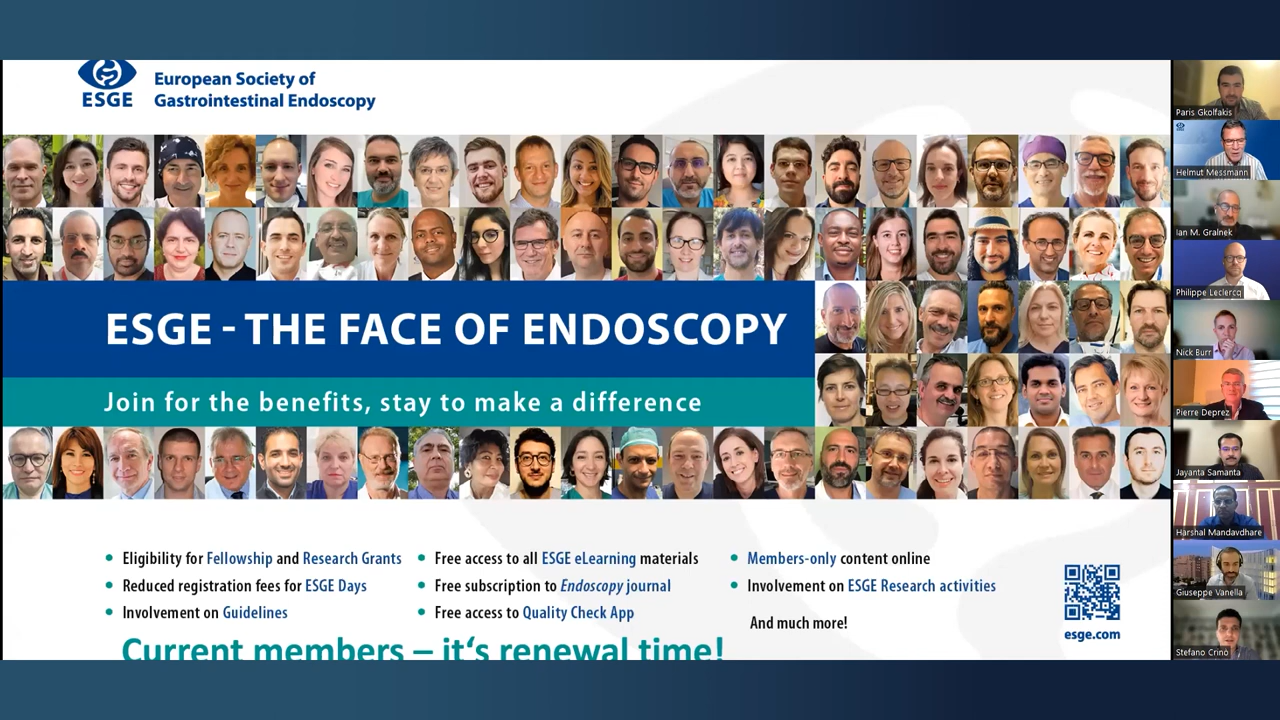 ESGE
European Society of
Gastrointestinal Endoscopy
ESGE - THE FACE OF ENDOSCOPY
Join for the benefits, stay to make a difference
Eligibility for Fellowship and Research Grants
Reduced registration fees for ESGE Days
Involvement on Guidelines
Free access to all ESGE eLearning materials
Free subscription to Endoscopy journal
Free access to Quality Check App
Members-only content online
Involvement on ESGE Research activities
And much more!
esge.com
Current members – it‘s renewal time!
Paris Gkolfakis
Helmut Messmann
Ian M. Gralnek
Philippe Leclercq
Nick Burr
Pierre Deprez
Jayanta Samanta
Harshal Mandavdhare
Giuseppe Vanella
Stefano Crinò